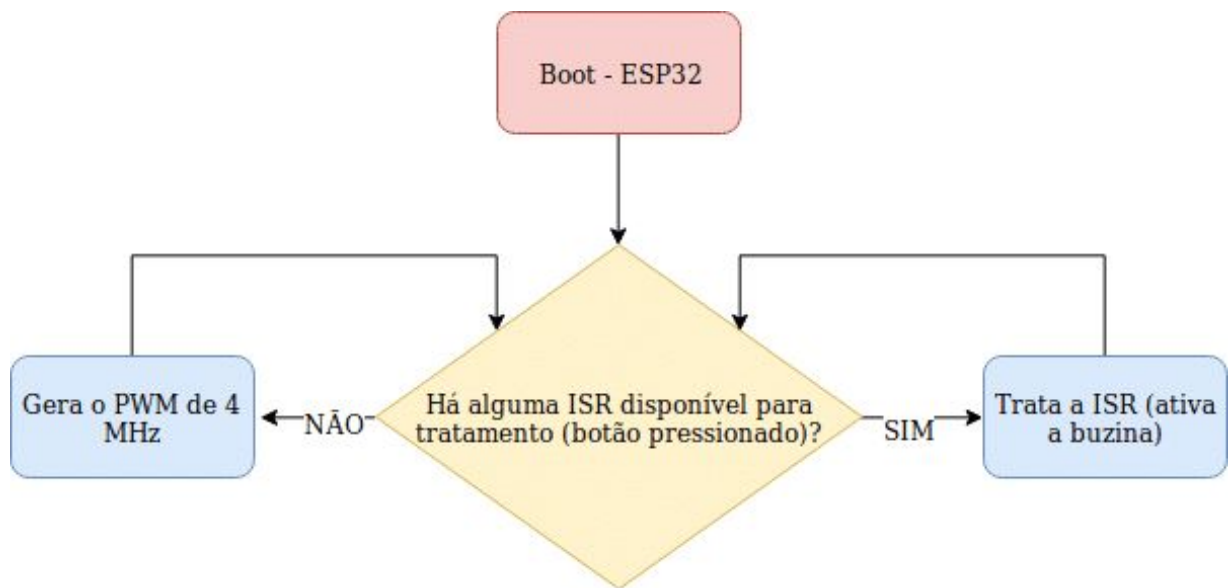 Boot - ESP32
Gera o PWM de 4
MHz
NÃO
Há alguma ISR disponível para
tratamento (botão pressionado)?
SIM
Trata a ISR (ativa
a buzina)